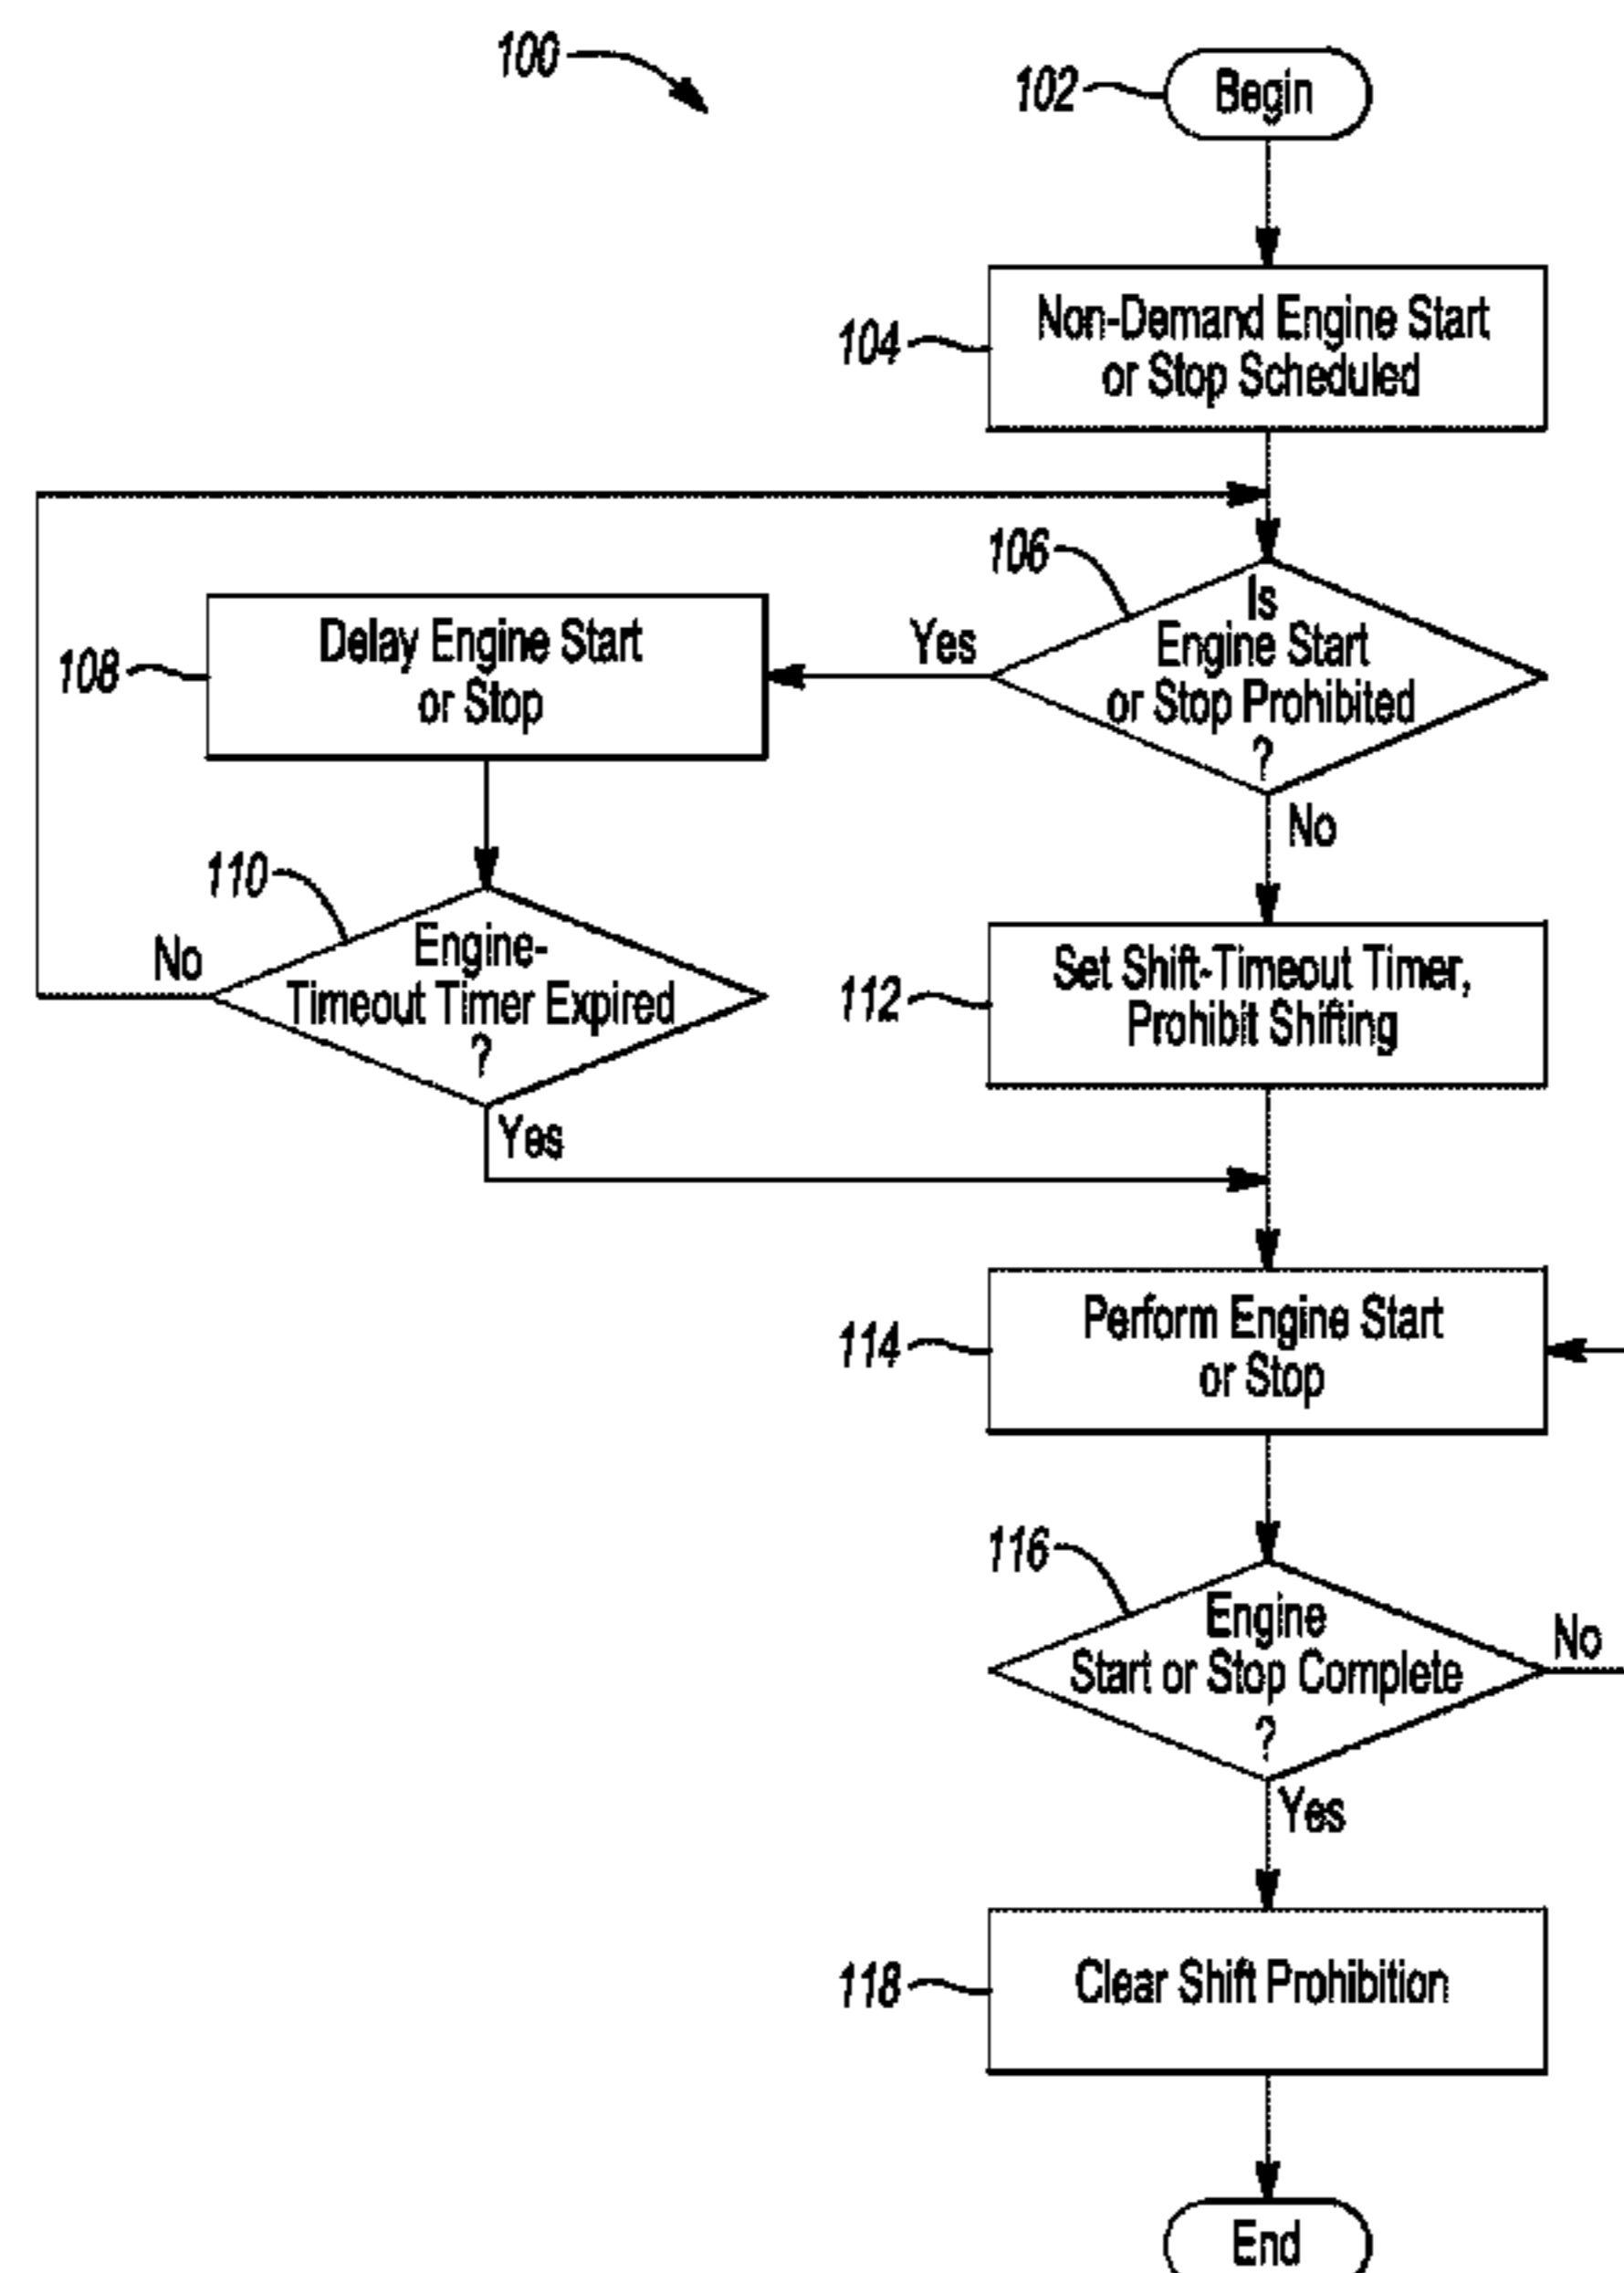 100
102
Begin
104
Non-Demand Engine Start
or Stop Scheduled
106
Is
Engine Start
or Stop Prohibited
?
Yes
No
108
Delay Engine Start
or Stop
110
Engine-
Timeout Timer Expired
?
No
Yes
112
Set Shift-Timeout Timer,
Prohibit Shifting
114
Perform Engine Start
or Stop
116
Engine
Start or Stop Complete
?
No
Yes
118
Clear Shift Prohibition
End